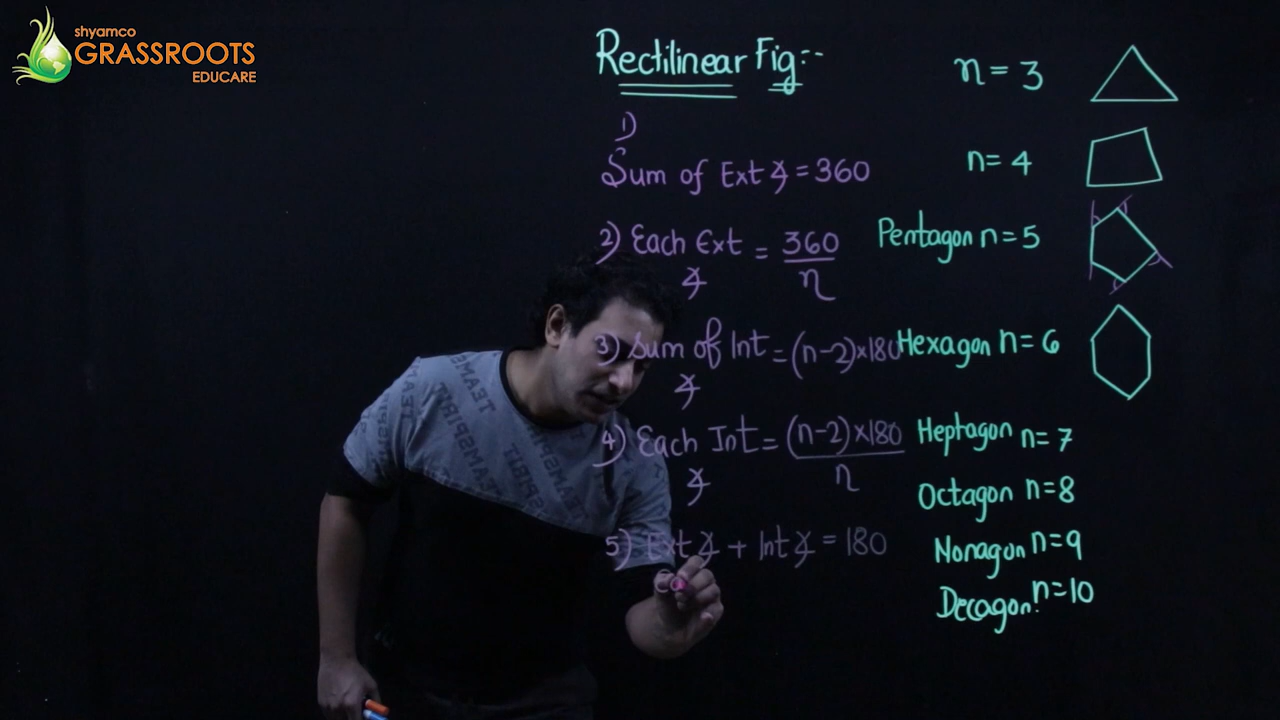 shyamco
GRASSROOTS
EDUCARE
Rectilinear Fig:-
1)
Sum of Ext ∡ = 360
2) Each Ext ∡ = 360/n
3) Sum of Int ∡ = (n-2)×180
4) Each Int ∡ = (n-2)×180/n
5) Ext ∡ + Int ∡ = 180
n = 3
n = 4
Pentagon n = 5
Hexagon n = 6
Heptagon n = 7
Octagon n = 8
Nonagon n = 9
Decagon: n = 10